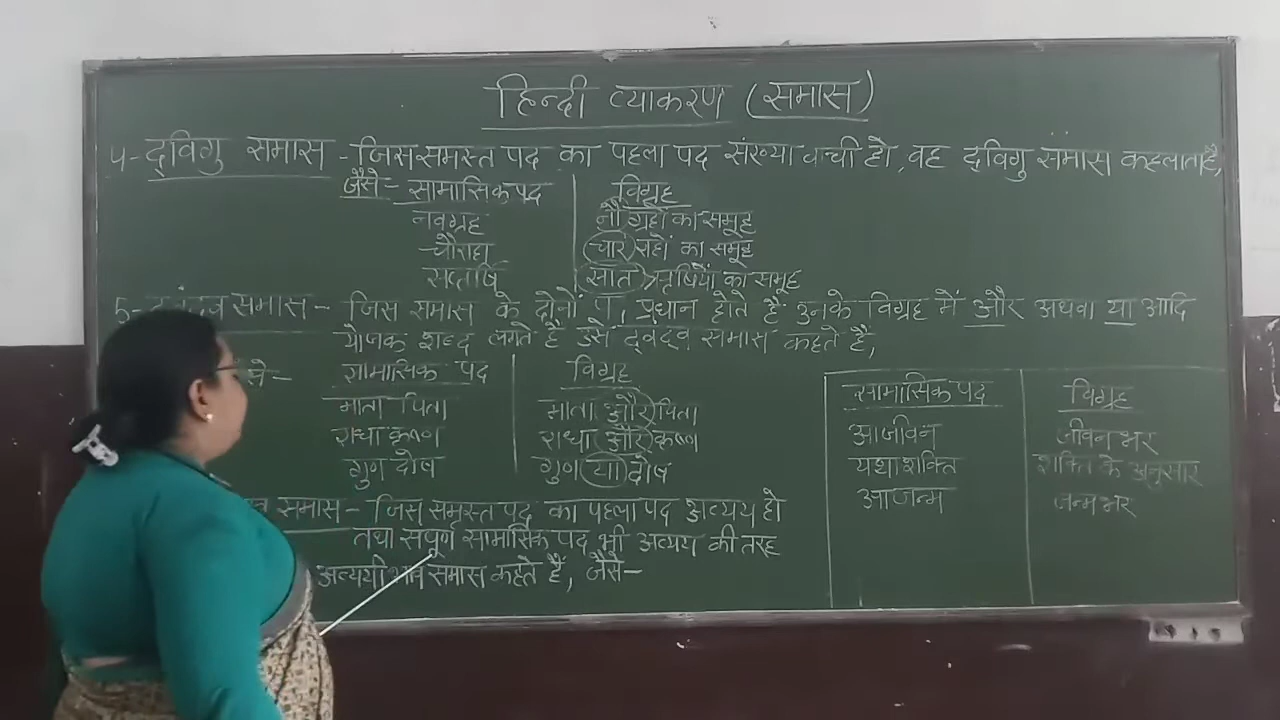 हिन्दी व्याकरण (समास)
4- द्विगु समास - जिस समस्त पद का पहला पद संख्या वाची हो, वह द्विगु समास कहलाता है,
जैसे- सामासिक पद विग्रह
नवग्रह नौ ग्रहों का समूह
चौराहा चार राहों का समूह
सप्तर्षि सात ऋषियों का समूह
5- समास - जिस समास के दोनों प्रधान होते है उनके विग्रह में और अथवा या आदि
योजक शब्द लगते हैं उसे द्वंद्व समास कहते हैं,
सामासिक पद विग्रह
माता पिता माता और पिता
राधा कृष्ण राधा और कृष्ण
गुण दोष गुण या दोष
समास - जिस समस्त पद का पहला पद अव्यय हो
तथा सपूर्ण सामासिक पद भी अव्यय की तरह
अव्ययी भाव समास कहते हैं, जैसे-
सामासिक पद विग्रह
आजीवन जीवन भर
यथा शक्ति शक्ति के अनुसार
आजन्म जन्म भर